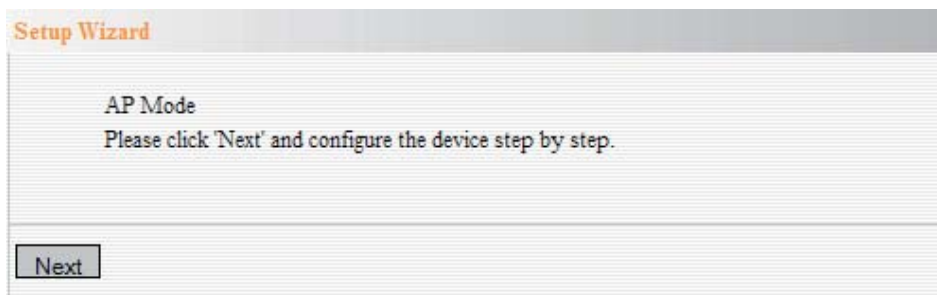 Setup Wizard
AP Mode
Please click 'Next' and configure the device step by step.
Next